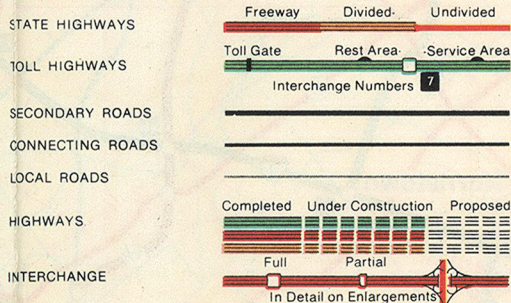 Freeway Divided Undivided
STATE HIGHWAYS
Toll Gate Rest Area Service Area
TOLL HIGHWAYS
Interchange Numbers 7
SECONDARY ROADS
CONNECTING ROADS
LOCAL ROADS
Completed Under Construction Proposed
HIGHWAYS
Full Partial
INTERCHANGE
In Detail on Enlargements